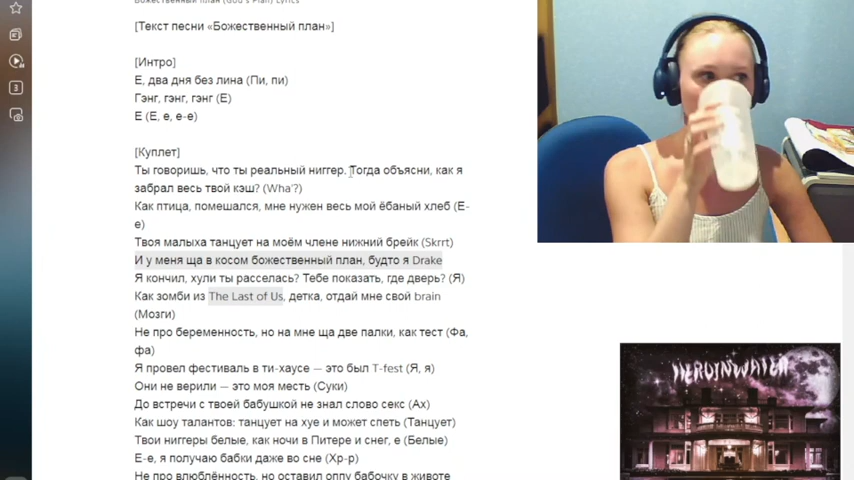 Божественный план (God's Plan) Lyrics
[Текст песни «Божественный план»]
[Интро]
Е, два дня без лина (Пи, пи)
Гэнг, гэнг, гэнг (Е)
Е (Е, е, е-е)
[Куплет]
Ты говоришь, что ты реальный ниггер. Тогда объясни, как я
забрал весь твой кэш? (Wha'?)
Как птица, помешался, мне нужен весь мой ёбаный хлеб (Е-
е)
Твоя малыха танцует на моём члене нижний брейк (Skrrt)
И у меня ща в косом божественный план, будто я Drake
Я кончил, хули ты расселась? Тебе показать, где дверь? (Я)
Как зомби из The Last of Us, детка, отдай мне свой brain
(Мозги)
Не про беременность, но на мне ща две палки, как тест (Фа,
фа)
Я провел фестиваль в ти-хаусе — это был T-fest (Я, я)
Они не верили — это моя месть (Суки)
До встречи с твоей бабушкой не знал слово секс (Ах)
Как шоу талантов: танцует на хуе и может спеть (Танцует)
Твои ниггеры белые, как ночи в Питере и снег, е (Белые)
Е-е, я получаю бабки даже во сне (Хр-р)
Не про влюблённость, но оставил оппу бабочку в животе
3
HEROINWATER